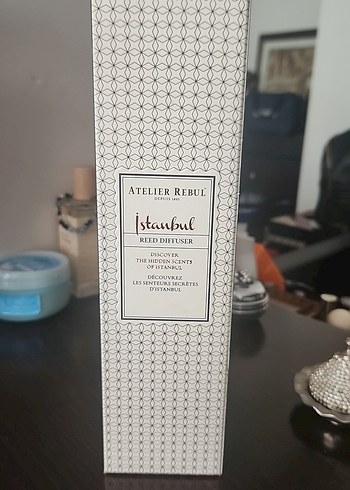 ATELIER REBUL
DEPUIS 1895
İstanbul
REED DIFFUSER
DISCOVER
THE HIDDEN SCENTS
OF ISTANBUL
DÉCOUVREZ
LES SENTEURS SECRÈTES
D'ISTANBUL